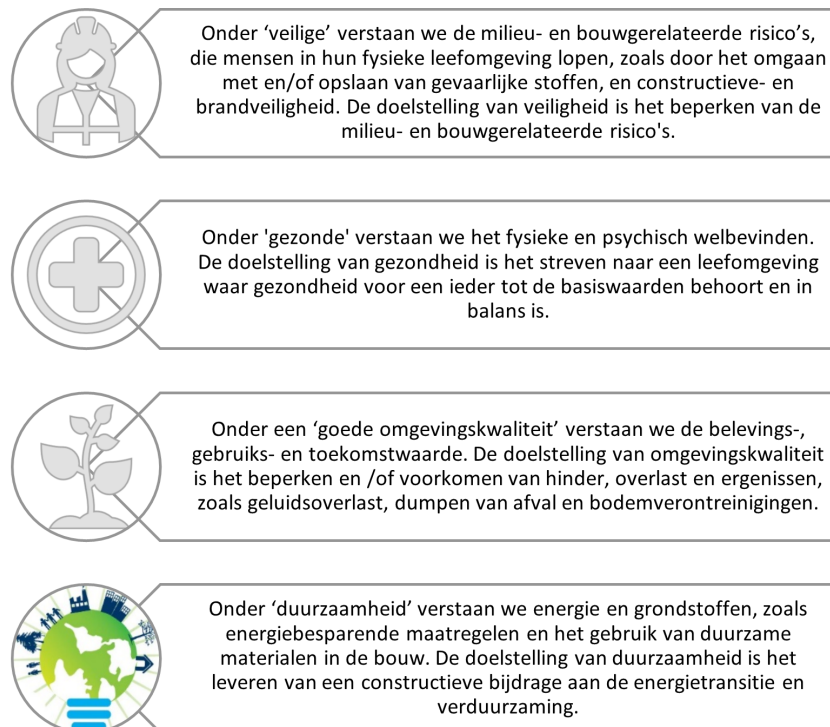 Onder ‘veilige’ verstaan we de milieu- en bouwgerelateerde risico’s,
die mensen in hun fysieke leefomgeving lopen, zoals door het omgaan
met en/of opslaan van gevaarlijke stoffen, en constructieve- en
brandveiligheid. De doelstelling van veiligheid is het beperken van de
milieu- en bouwgerelateerde risico's.
Onder 'gezonde' verstaan we het fysieke en psychisch welbevinden.
De doelstelling van gezondheid is het streven naar een leefomgeving
waar gezondheid voor een ieder tot de basiswaarden behoort en in
balans is.
Onder een ‘goede omgevingskwaliteit’ verstaan we de belevings-,
gebruiks- en toekomstwaarde. De doelstelling van omgevingskwaliteit
is het beperken en /of voorkomen van hinder, overlast en ergenissen,
zoals geluidsoverlast, dumpen van afval en bodemverontreinigingen.
Onder ‘duurzaamheid’ verstaan we energie en grondstoffen, zoals
energiebesparende maatregelen en het gebruik van duurzame
materialen in de bouw. De doelstelling van duurzaamheid is het
leveren van een constructieve bijdrage aan de energietransitie en
verduurzaming.